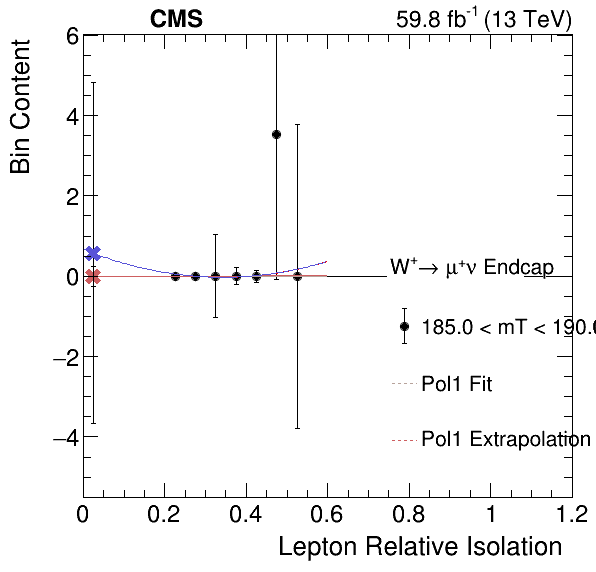 CMS 59.8 fb⁻¹ (13 TeV)
Bin Content
6
4
2
0
−2
−4
W⁺→ μ⁺ν Endcap
185.0 < mT < 190.0
Pol1 Fit
Pol1 Extrapolation
0 0.2 0.4 0.6 0.8 1 1.2
Lepton Relative Isolation